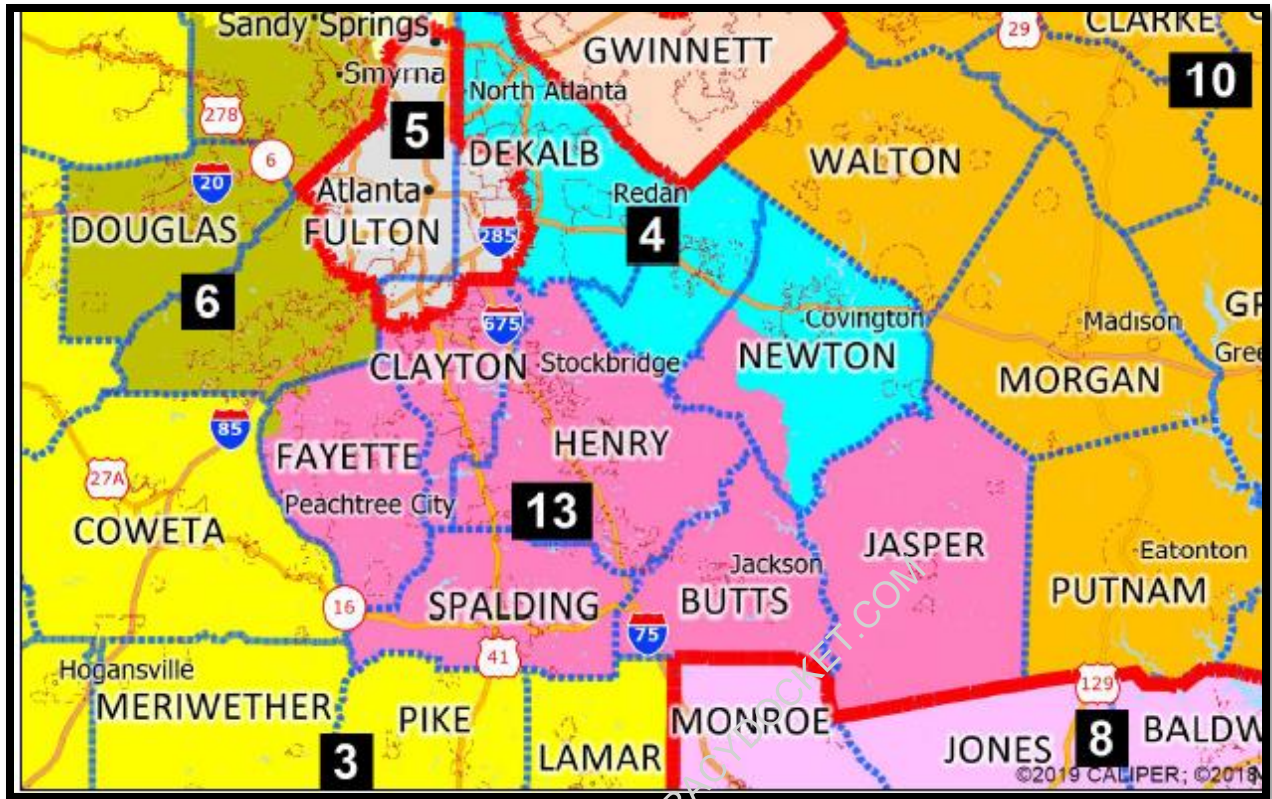 Sandy Springs
GWINNETT
29
CLARKE
10
Smyrna
North Atlanta
278
5
6
DEKALB
WALTON
20
Atlanta
Redan
DOUGLAS
FULTON
285
4
6
675
Covington
Madison
GR
CLAYTON
Stockbridge
NEWTON
Gree
MORGAN
85
FAYETTE
HENRY
27A
Peachtree City
13
COWETA
JASPER
Jackson
Eatonton
16
SPALDING
BUTTS
PUTNAM
75
41
Hogansville
129
MERIWETHER
PIKE
MONROE
3
LAMAR
JONES
8
BALDW
©2019 CALIPER; ©2018